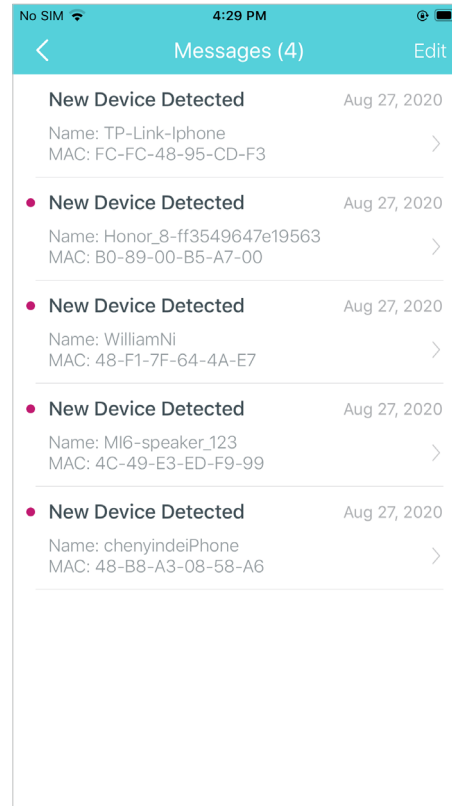 No SIM 4:29 PM
Messages (4) Edit
New Device Detected Aug 27, 2020
Name: TP-Link-Iphone
MAC: FC-FC-48-95-CD-F3
New Device Detected Aug 27, 2020
Name: Honor_8-ff3549647e19563
MAC: B0-89-00-B5-A7-00
New Device Detected Aug 27, 2020
Name: WilliamNi
MAC: 48-F1-7F-64-4A-E7
New Device Detected Aug 27, 2020
Name: MI6-speaker_123
MAC: 4C-49-E3-ED-F9-99
New Device Detected Aug 27, 2020
Name: chenyindeiPhone
MAC: 48-B8-A3-08-58-A6